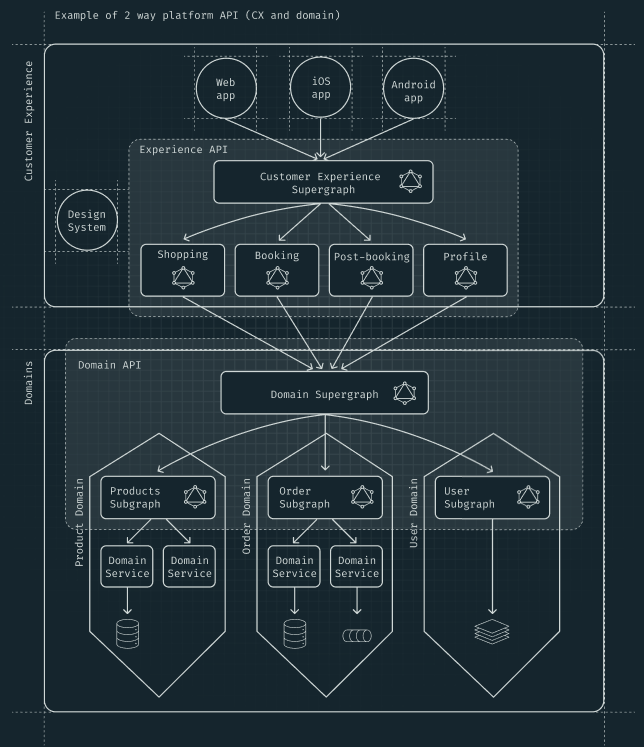 Example of 2 way platform API (CX and domain)
Customer Experience
Web
app
iOS
app
Android
app
Experience API
Customer Experience
Supergraph
Design
System
Shopping
Booking
Post-booking
Profile
Domains
Domain API
Domain Supergraph
Product Domain
Products
Subgraph
Order Domain
Order
Subgraph
User Domain
User
Subgraph
Domain
Service
Domain
Service
Domain
Service
Domain
Service